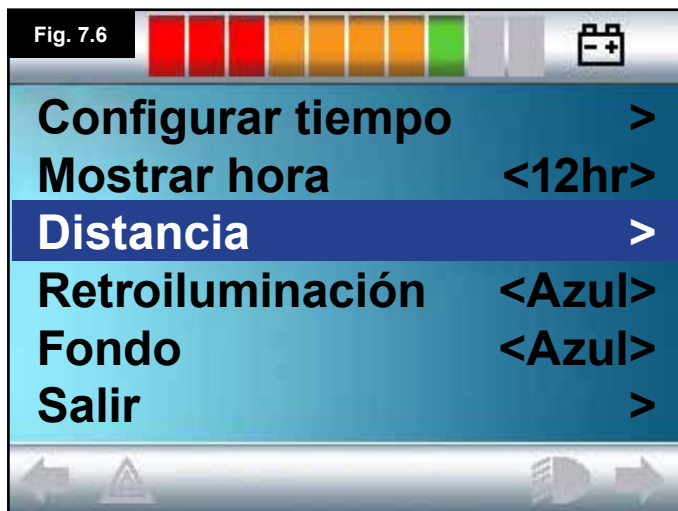 Fig. 7.6
Configurar tiempo >
Mostrar hora <12hr>
Distancia >
Retroiluminación <Azul>
Fondo <Azul>
Salir >